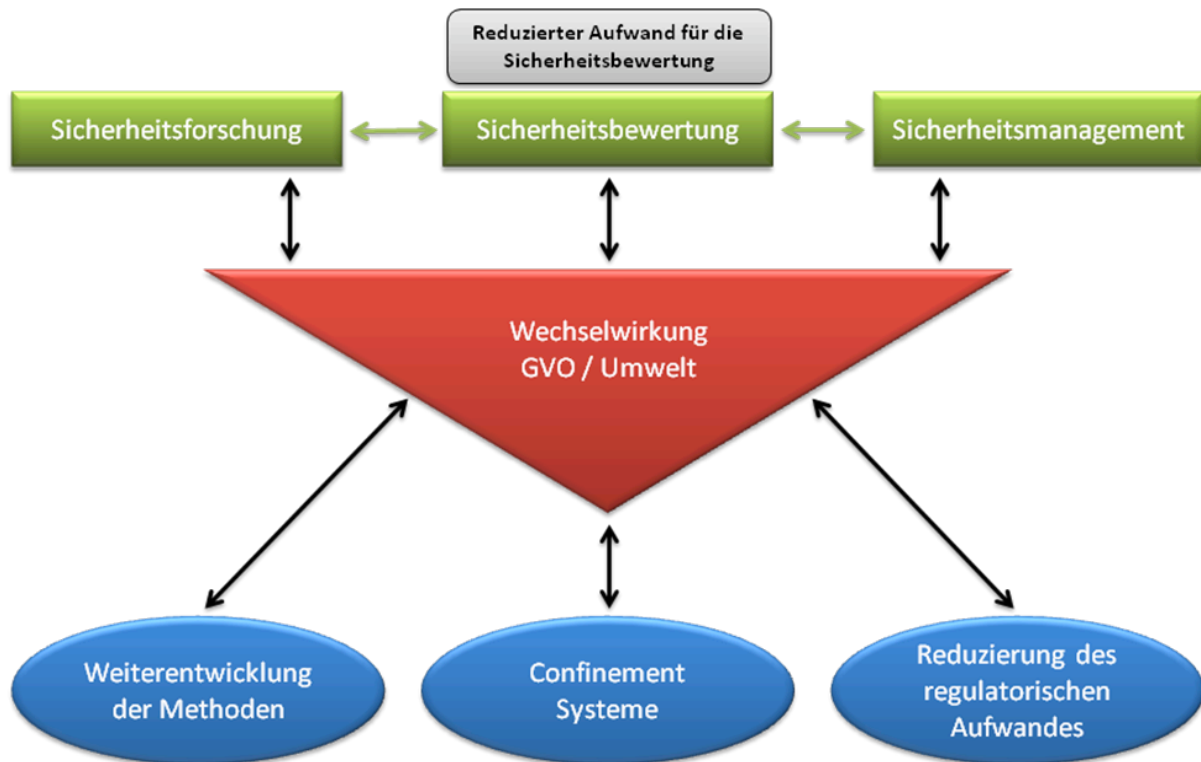 Reduzierter Aufwand für die
Sicherheitsbewertung
Sicherheitsforschung
Sicherheitsbewertung
Sicherheitsmanagement
Wechselwirkung
GVO / Umwelt
Weiterentwicklung
der Methoden
Confinement
Systeme
Reduzierung des
regulatorischen
Aufwandes